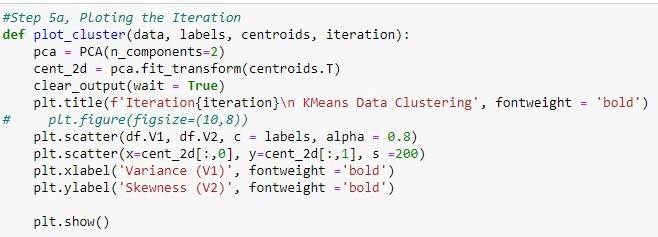 #Step 5a, Ploting the Iteration
def plot_cluster(data, labels, centroids, iteration):
    pca = PCA(n_components=2)
    cent_2d = pca.fit_transform(centroids.T)
    clear_output(wait = True)
    plt.title(f'Iteration{iteration}\n KMeans Data Clustering', fontweight = 'bold')
#     plt.figure(figsize=(10,8))
    plt.scatter(df.V1, df.V2, c = labels, alpha = 0.8)
    plt.scatter(x=cent_2d[:,0], y=cent_2d[:,1], s =200)
    plt.xlabel('Variance (V1)', fontweight ='bold')
    plt.ylabel('Skewness (V2)', fontweight ='bold')

    plt.show()